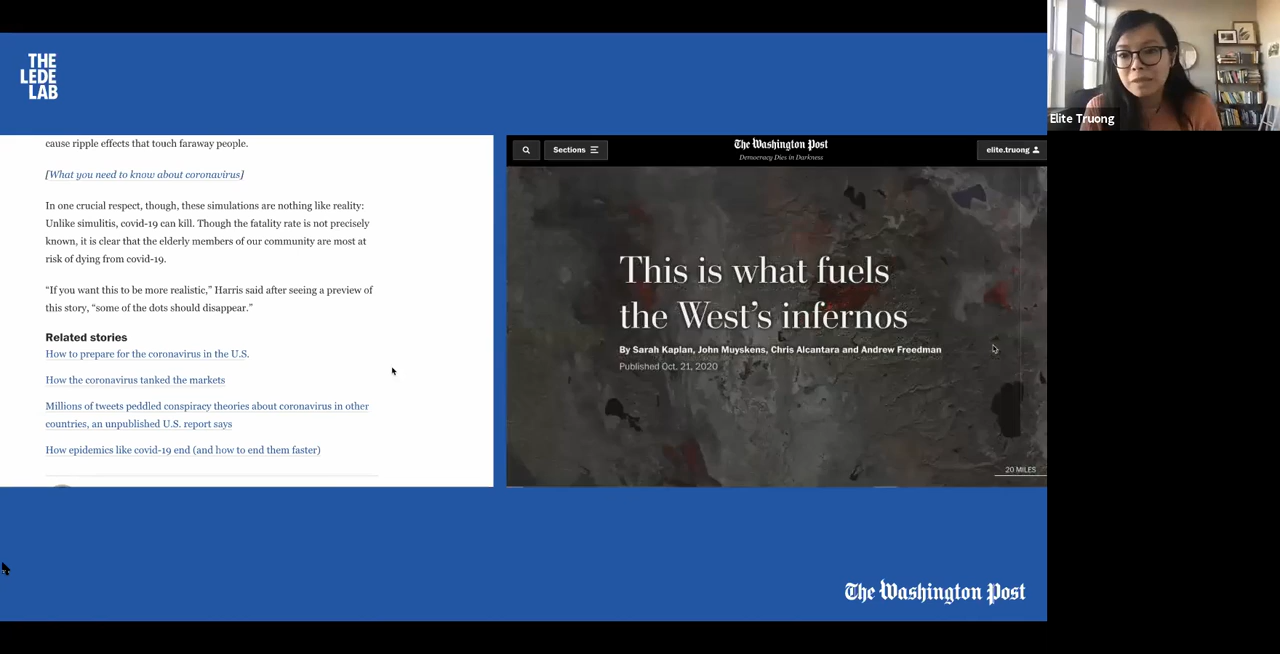 THE
LEDE
LAB
Elite Truong
cause ripple effects that touch faraway people.
[What you need to know about coronavirus]
In one crucial respect, though, these simulations are nothing like reality:
Unlike simulitis, covid-19 can kill. Though the fatality rate is not precisely
known, it is clear that the elderly members of our community are most at
risk of dying from covid-19.
“If you want this to be more realistic,” Harris said after seeing a preview of
this story, “some of the dots should disappear.”
Related stories
How to prepare for the coronavirus in the U.S.
How the coronavirus tanked the markets
Millions of tweets peddled conspiracy theories about coronavirus in other
countries, an unpublished U.S. report says
How epidemics like covid-19 end (and how to end them faster)
Sections
The Washington Post
Democracy Dies in Darkness
elite.truong
This is what fuels
the West’s infernos
By Sarah Kaplan, John Muyskens, Chris Alcantara and Andrew Freedman
Published Oct. 21, 2020
20 MILES
The Washington Post